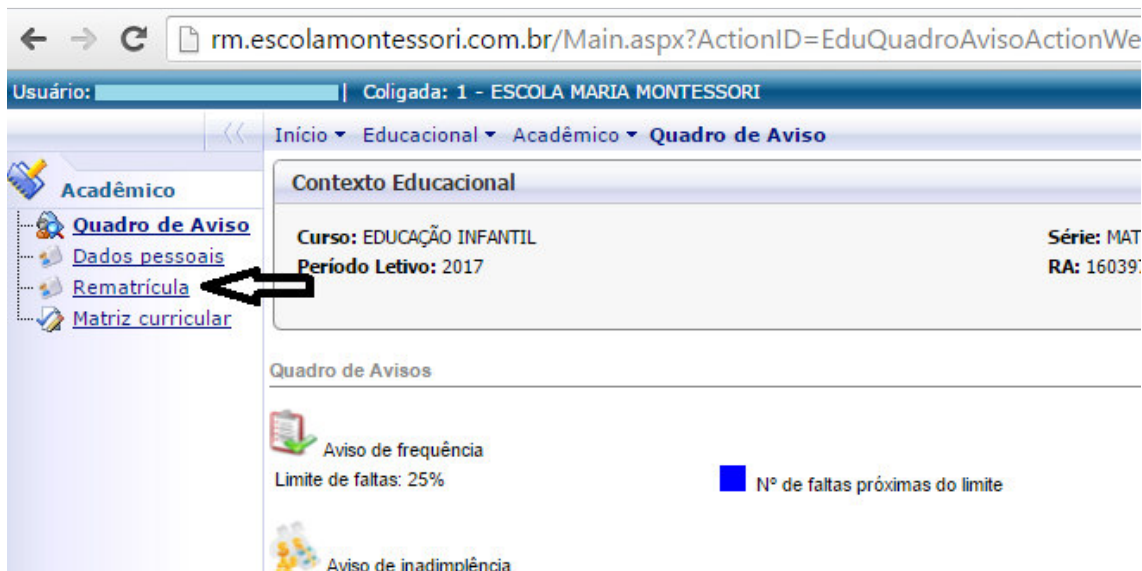 rm.escolamontessori.com.br/Main.aspx?ActionID=EduQuadroAvisoActionWe
Usuário: | Coligada: 1 - ESCOLA MARIA MONTESSORI
Início Educacional Acadêmico Quadro de Aviso
Acadêmico
Quadro de Aviso
Dados pessoais
Rematrícula
Matriz curricular
Contexto Educacional
Curso: EDUCAÇÃO INFANTIL
Série: MAT
Período Letivo: 2017
RA: 160397
Quadro de Avisos
Aviso de frequência
Limite de faltas: 25%
Nº de faltas próximas do limite
Aviso de inadimplência